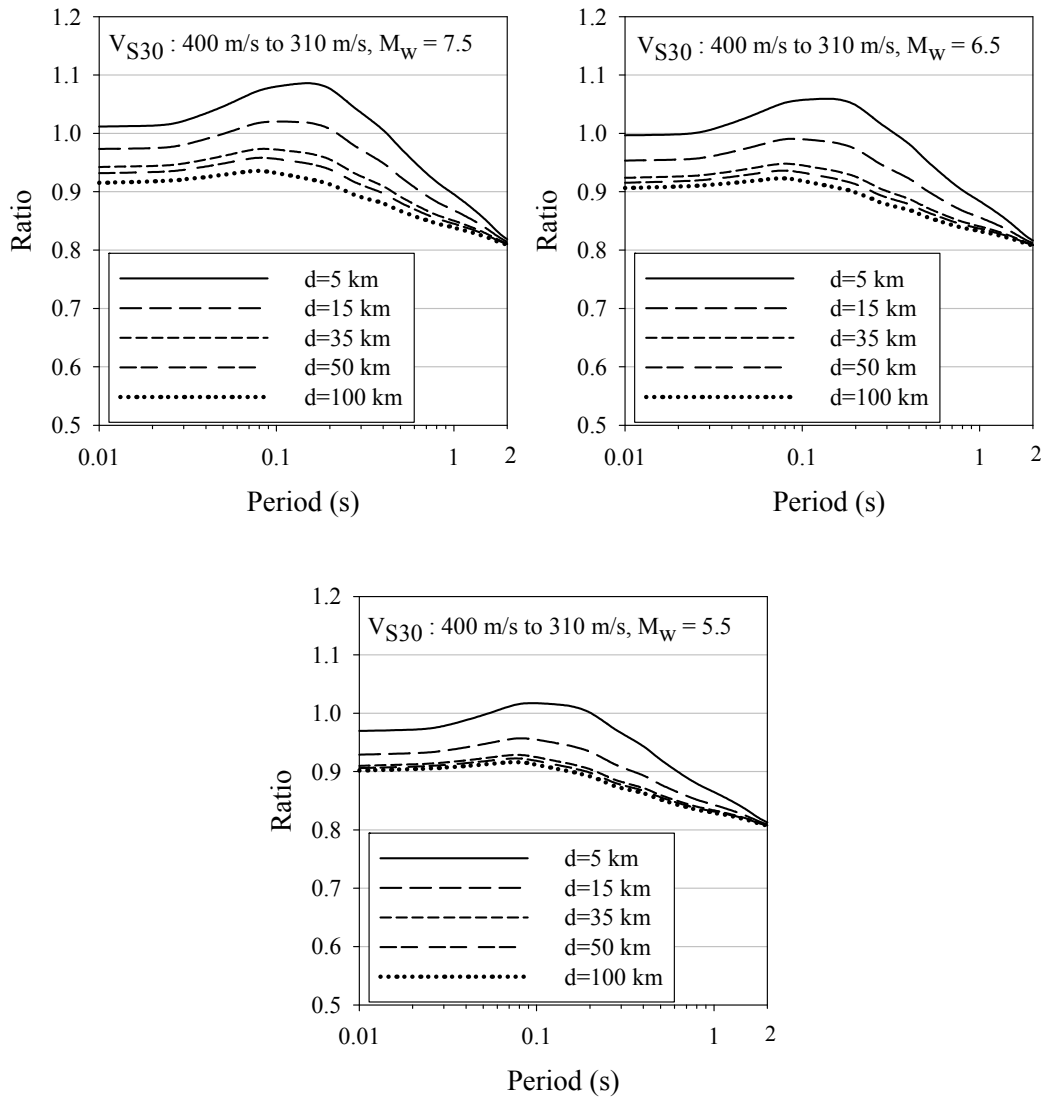 V_S30 : 400 m/s to 310 m/s, M_W = 7.5
Ratio
1.2
1.1
1.0
0.9
0.8
0.7
0.6
0.5
d=5 km
d=15 km
d=35 km
d=50 km
d=100 km
0.01 0.1 1 2
Period (s)
V_S30 : 400 m/s to 310 m/s, M_W = 6.5
Ratio
1.2
1.1
1.0
0.9
0.8
0.7
0.6
0.5
d=5 km
d=15 km
d=35 km
d=50 km
d=100 km
0.01 0.1 1 2
Period (s)
V_S30 : 400 m/s to 310 m/s, M_W = 5.5
Ratio
1.2
1.1
1.0
0.9
0.8
0.7
0.6
0.5
d=5 km
d=15 km
d=35 km
d=50 km
d=100 km
0.01 0.1 1 2
Period (s)